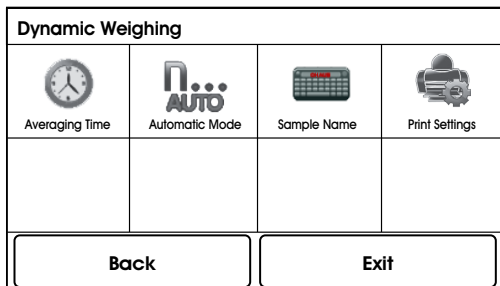 Dynamic Weighing
n...
AUTO
Averaging Time
Automatic Mode
Sample Name
Print Settings
Back
Exit